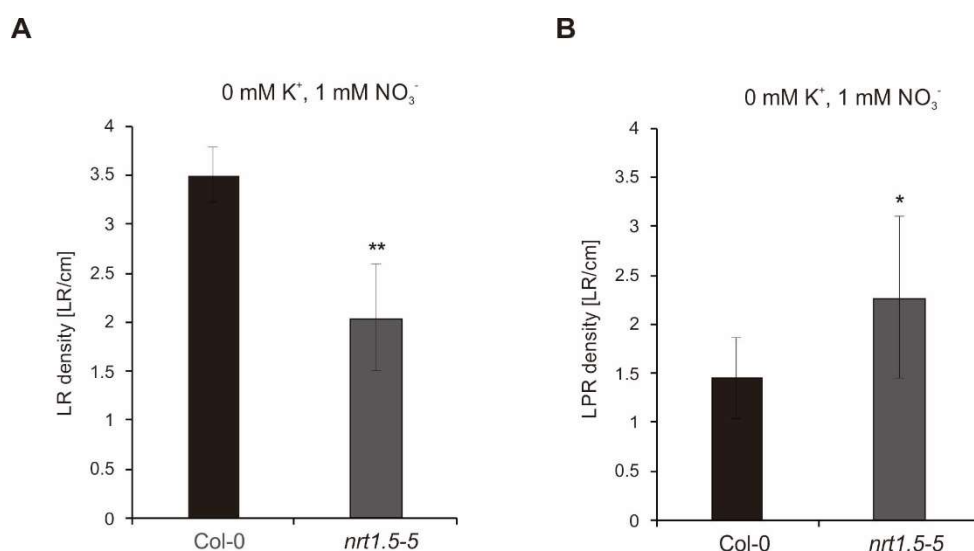 A
0 mM K⁺, 1 mM NO₃⁻
4
3.5
3
2.5
2
1.5
1
0.5
0
LR density [LR/cm]
**
Col-0
nrt1.5-5
B
0 mM K⁺, 1 mM NO₃⁻
4
3.5
3
2.5
2
1.5
1
0.5
0
LPR density [LR/cm]
*
Col-0
nrt1.5-5